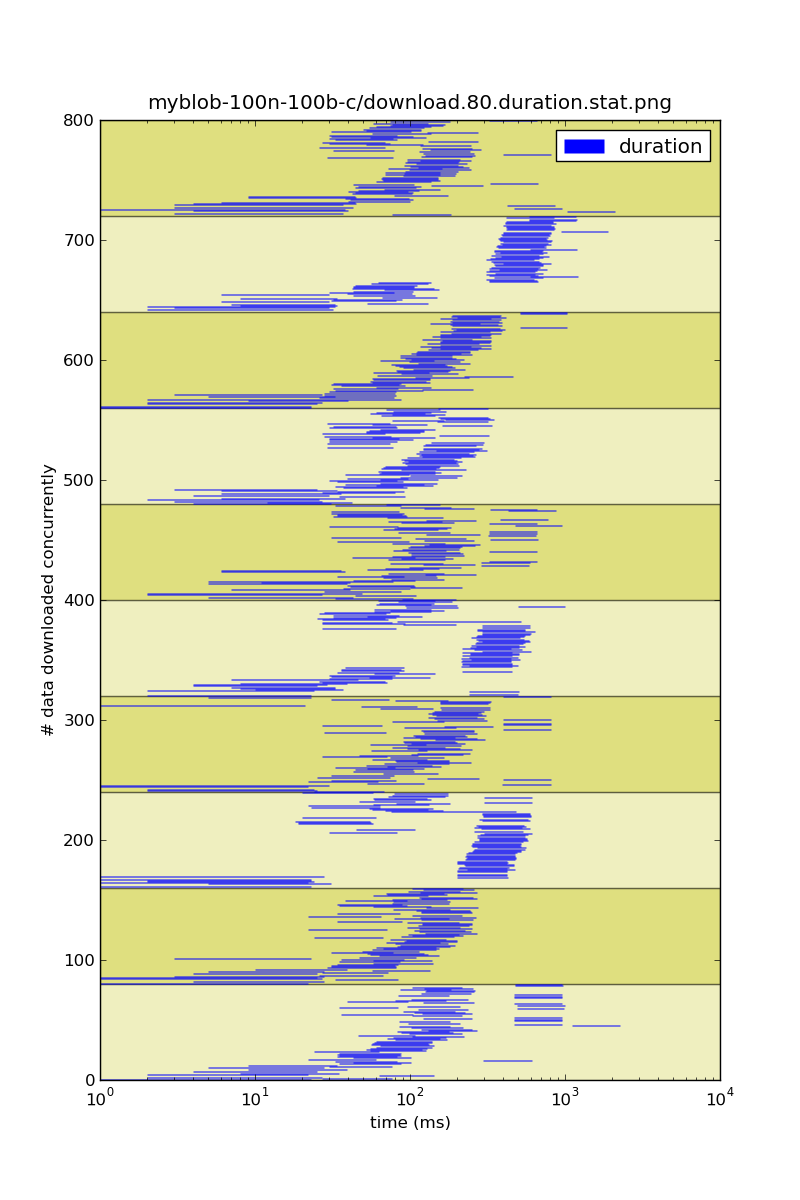 myblob-100n-100b-c/download.80.duration.stat.png
duration
800
700
600
500
400
300
200
100
0
# data downloaded concurrently
10⁰ 10¹ 10² 10³ 10⁴
time (ms)